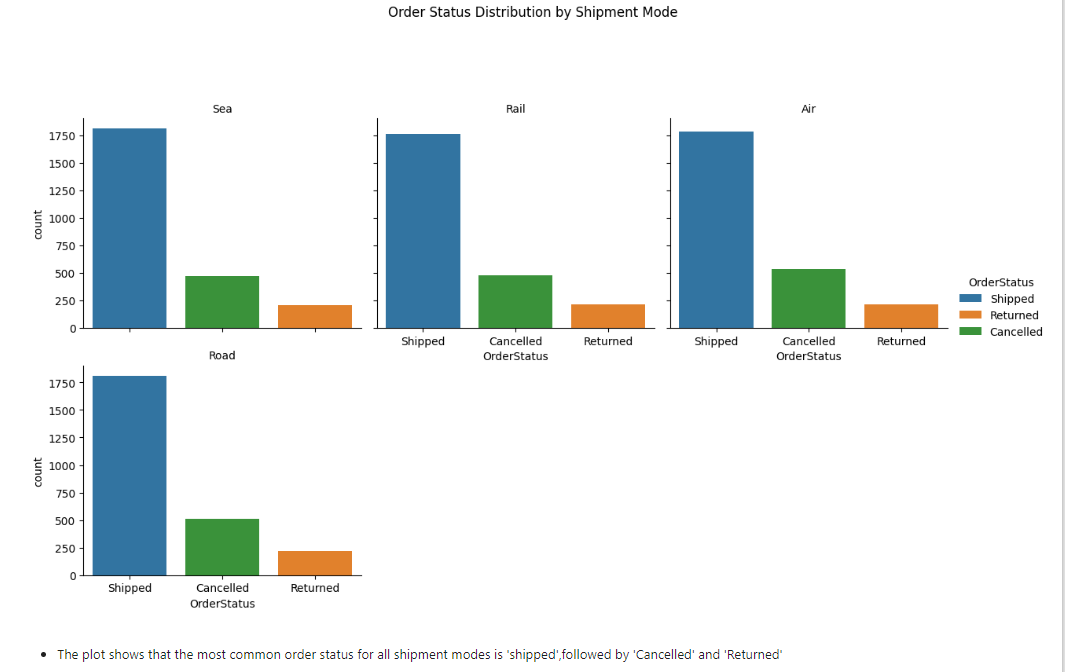 Order Status Distribution by Shipment Mode
Sea
Rail
Air
1750
1500
1250
1000
750
500
250
0
count
Shipped
Cancelled
Returned
OrderStatus
Shipped
Cancelled
Returned
OrderStatus
OrderStatus
Shipped
Returned
Cancelled
Road
1750
1500
1250
1000
750
500
250
0
count
Shipped
Cancelled
Returned
OrderStatus
• The plot shows that the most common order status for all shipment modes is 'shipped',followed by 'Cancelled' and 'Returned'